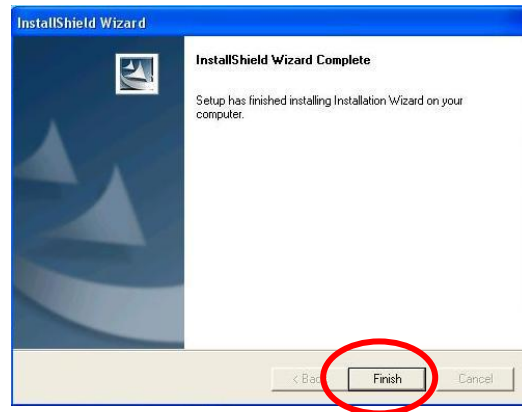 InstallShield Wizard
InstallShield Wizard Complete
Setup has finished installing Installation Wizard on your
computer.
< Bac Finish Cancel